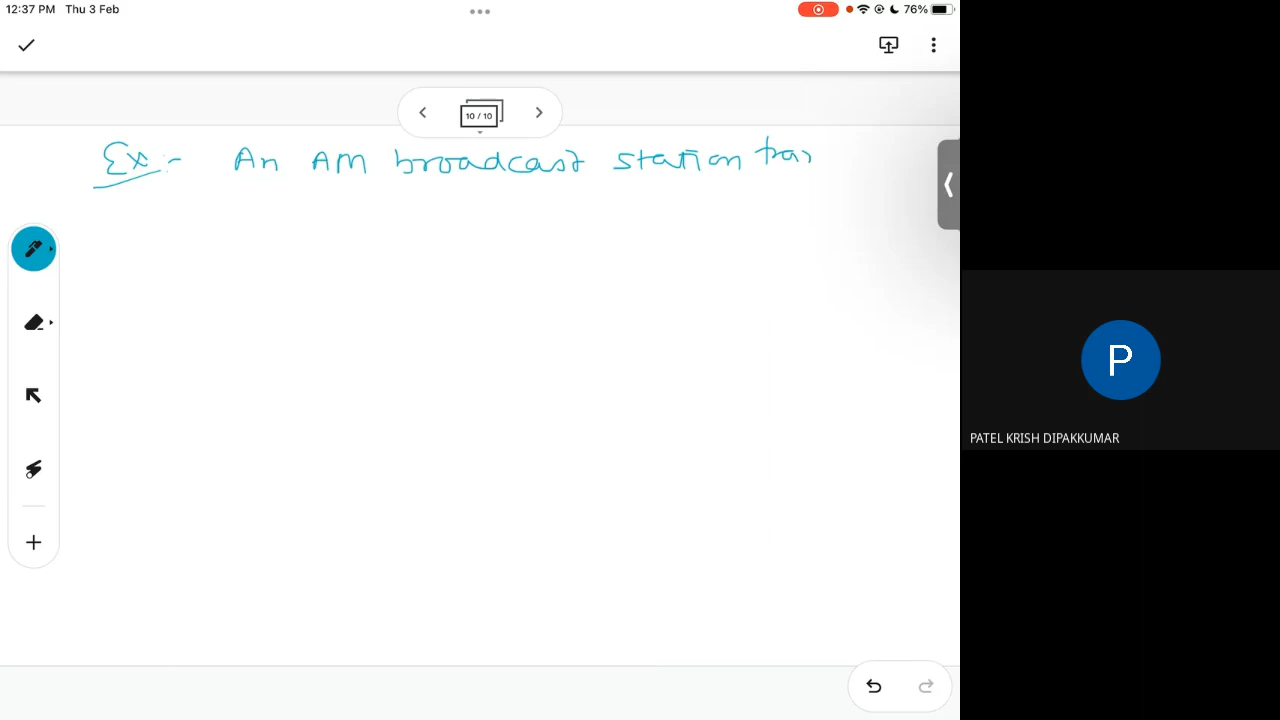 12:37 PM Thu 3 Feb
76%
10 / 10
Ex:- An AM broadcast station
P
PATEL KRISH DIPAKKUMAR